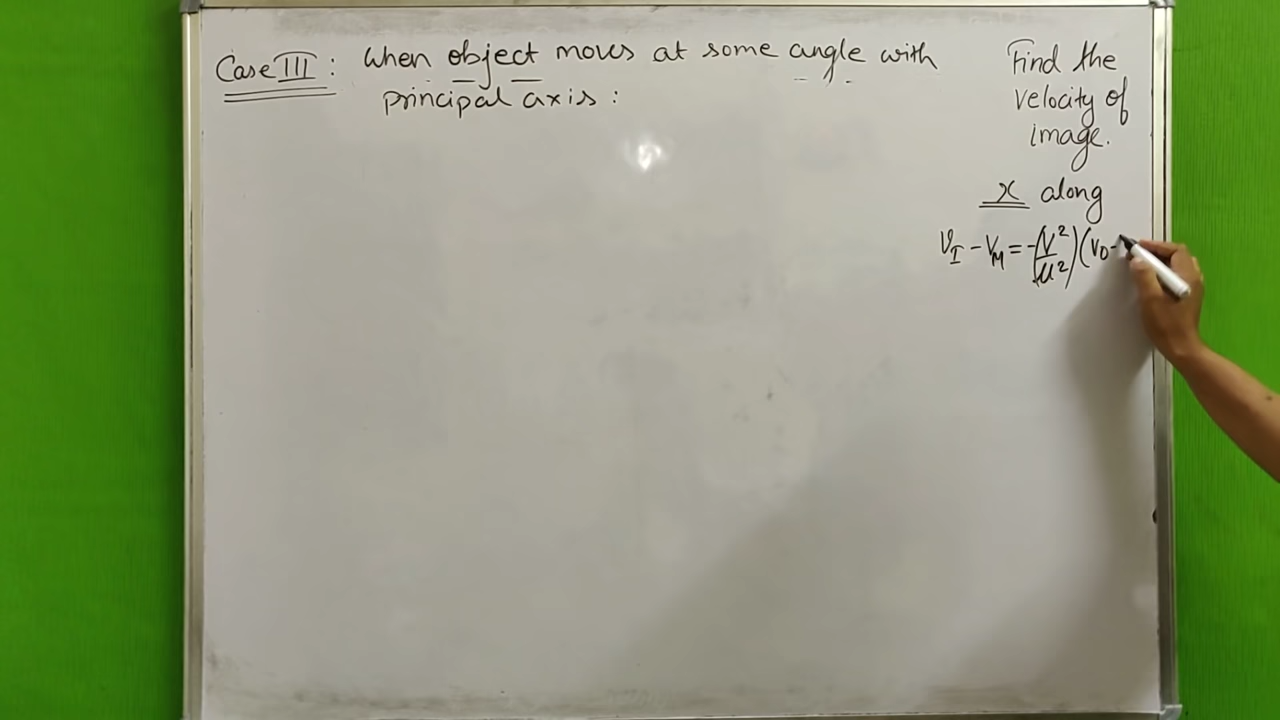 Case III : When object moves at some angle with
principal axis :
Find the
velocity of
image.
x along
V_I - V_M = -(V²/u²)(V_O -